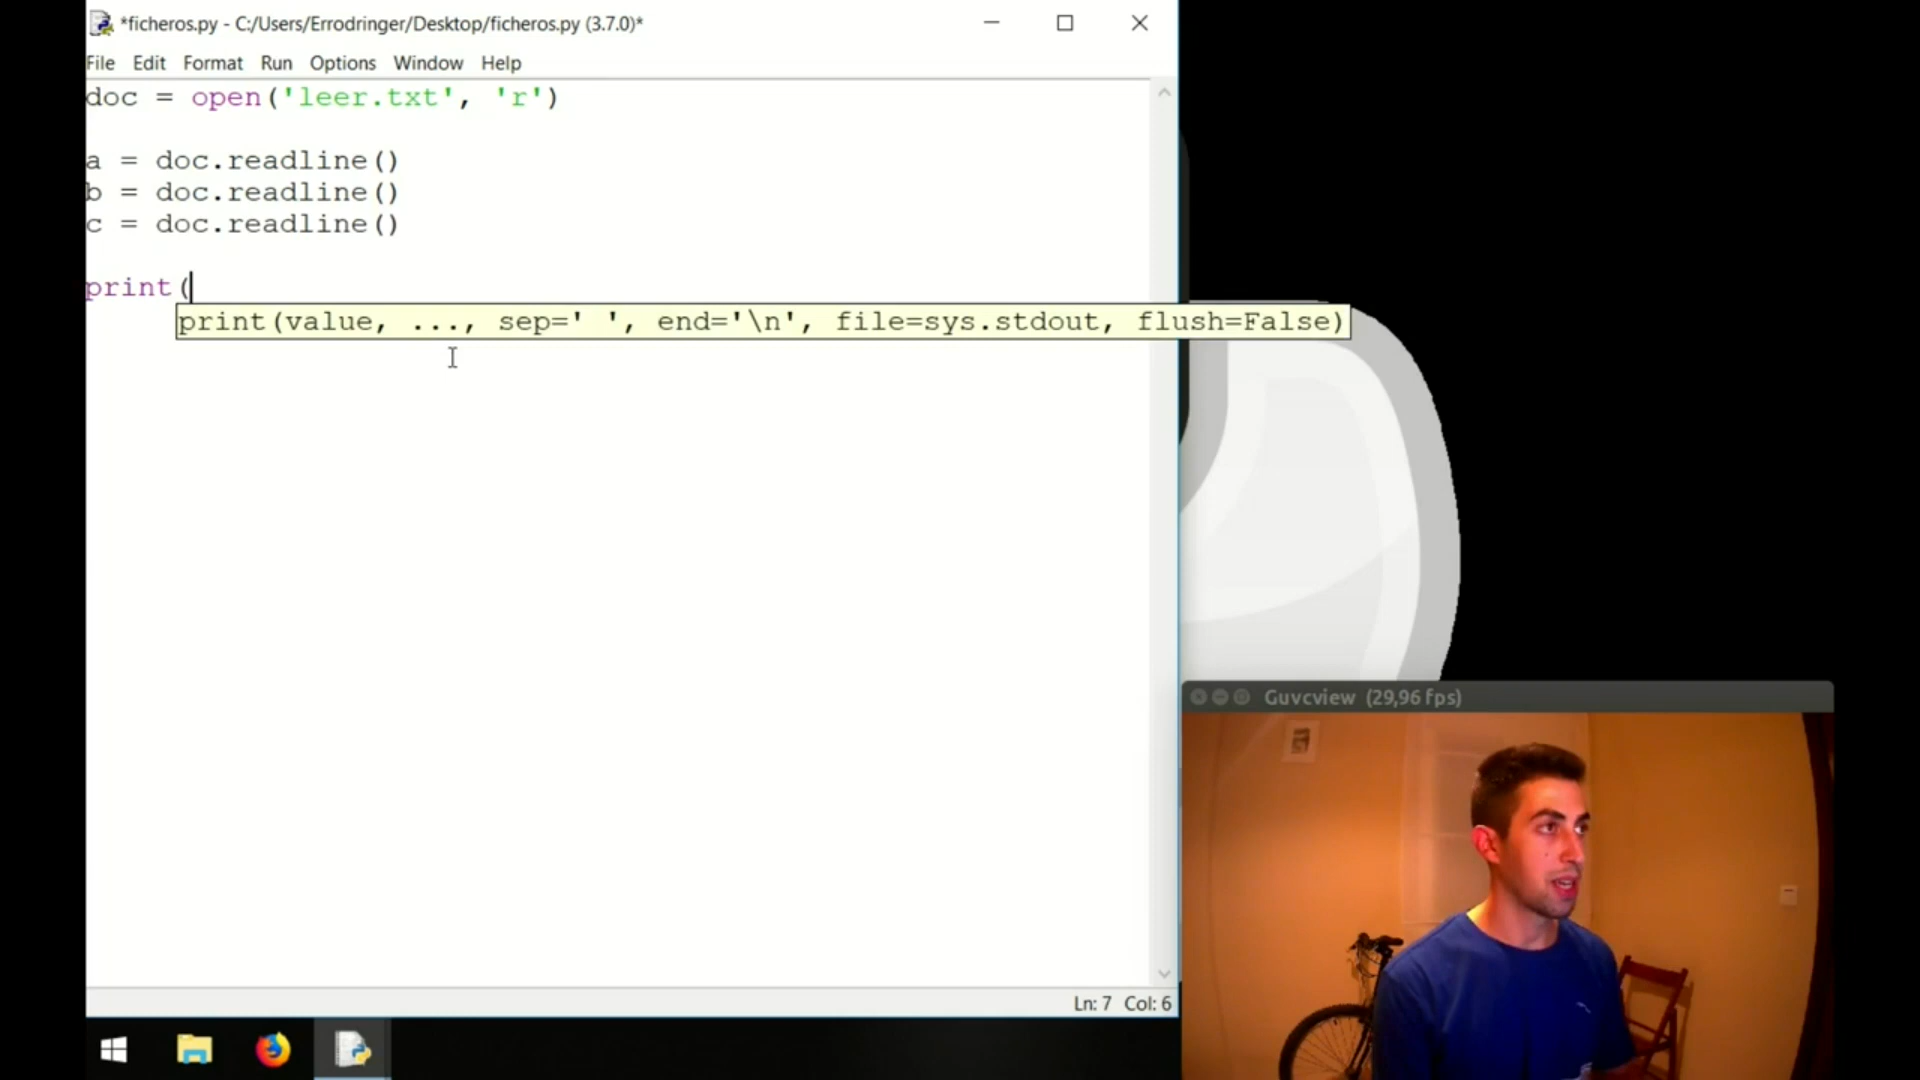 *ficheros.py - C:/Users/Errodringer/Desktop/ficheros.py (3.7.0)*
File Edit Format Run Options Window Help
doc = open('leer.txt', 'r')
a = doc.readline()
b = doc.readline()
c = doc.readline()
print(
print(value, ..., sep=' ', end='\n', file=sys.stdout, flush=False)
Ln: 7 Col: 6
Guvcview (29,96 fps)